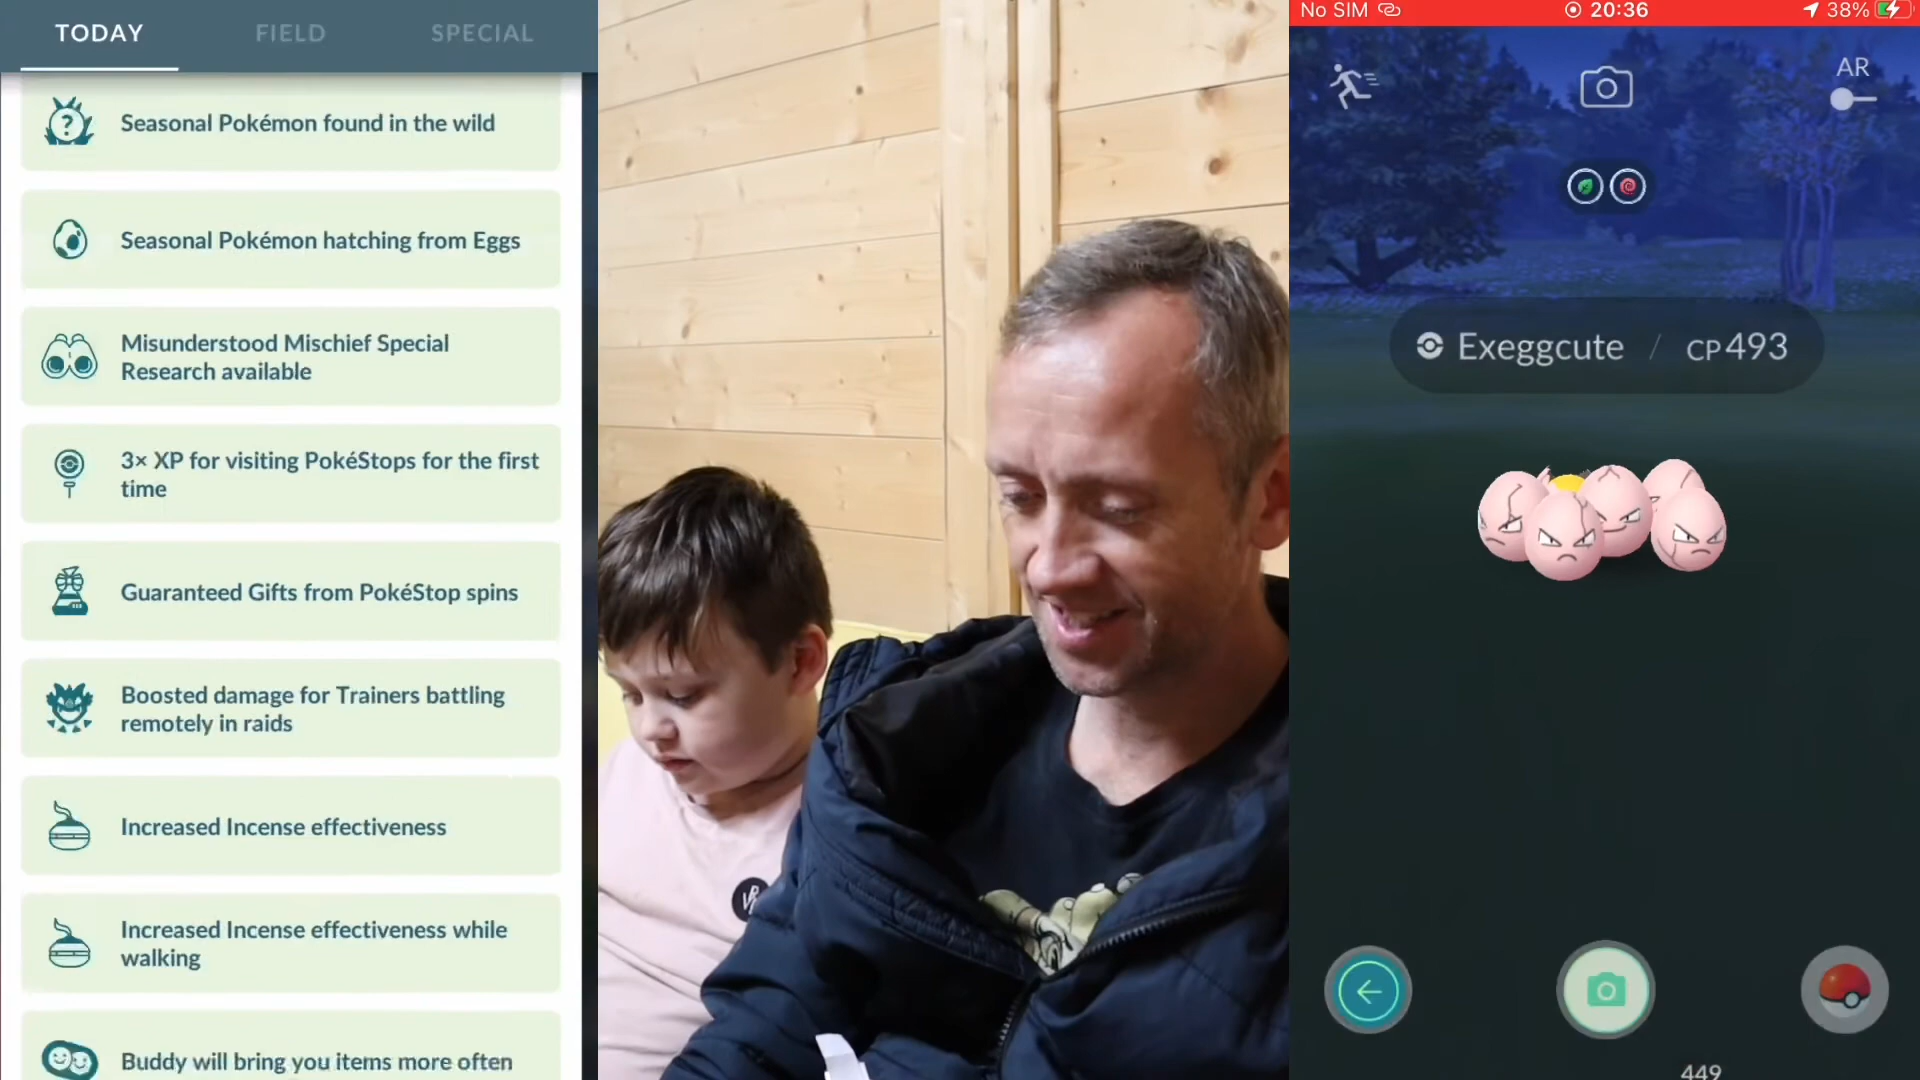 TODAY FIELD SPECIAL
Seasonal Pokémon found in the wild
Seasonal Pokémon hatching from Eggs
Misunderstood Mischief Special
Research available
3× XP for visiting PokéStops for the first
time
Guaranteed Gifts from PokéStop spins
Boosted damage for Trainers battling
remotely in raids
Increased Incense effectiveness
Increased Incense effectiveness while
walking
Buddy will bring you items more often
No SIM 20:36 38%
AR
Exeggcute / CP493
449